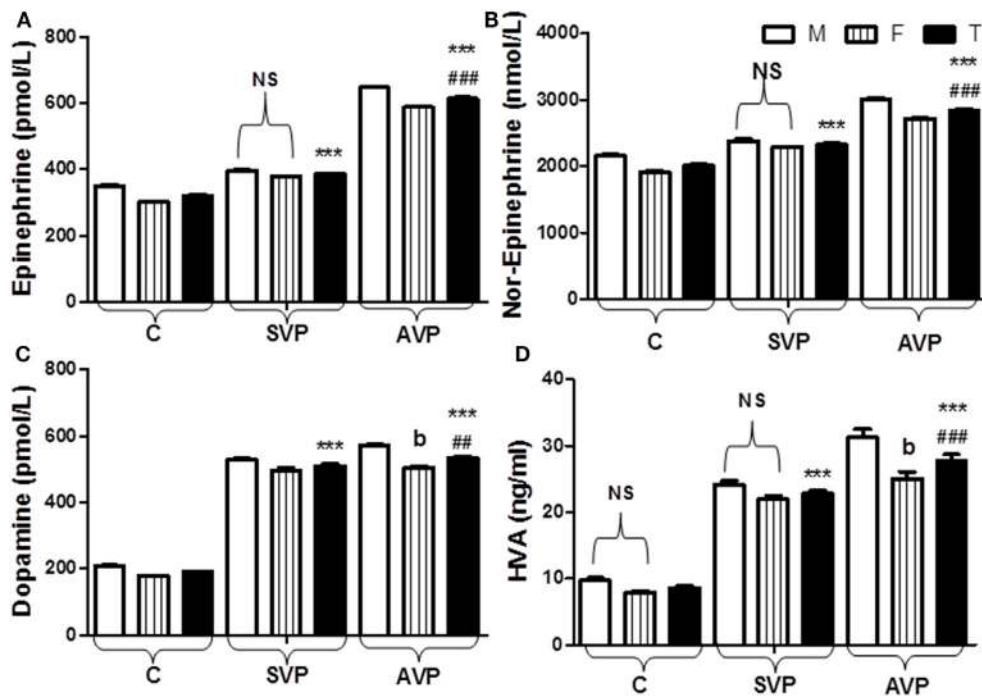 A
Epinephrine (pmol/L)
800
600
400
200
0
NS
***
***
###
C
SVP
AVP
B
Nor-Epinephrine (nmol/L)
4000
3000
2000
1000
0
M
F
T
NS
***
***
###
C
SVP
AVP
C
Dopamine (pmol/L)
800
600
400
200
0
***
b
***
##
C
SVP
AVP
D
HVA (ng/ml)
40
30
20
10
0
NS
NS
***
b
***
###
C
SVP
AVP